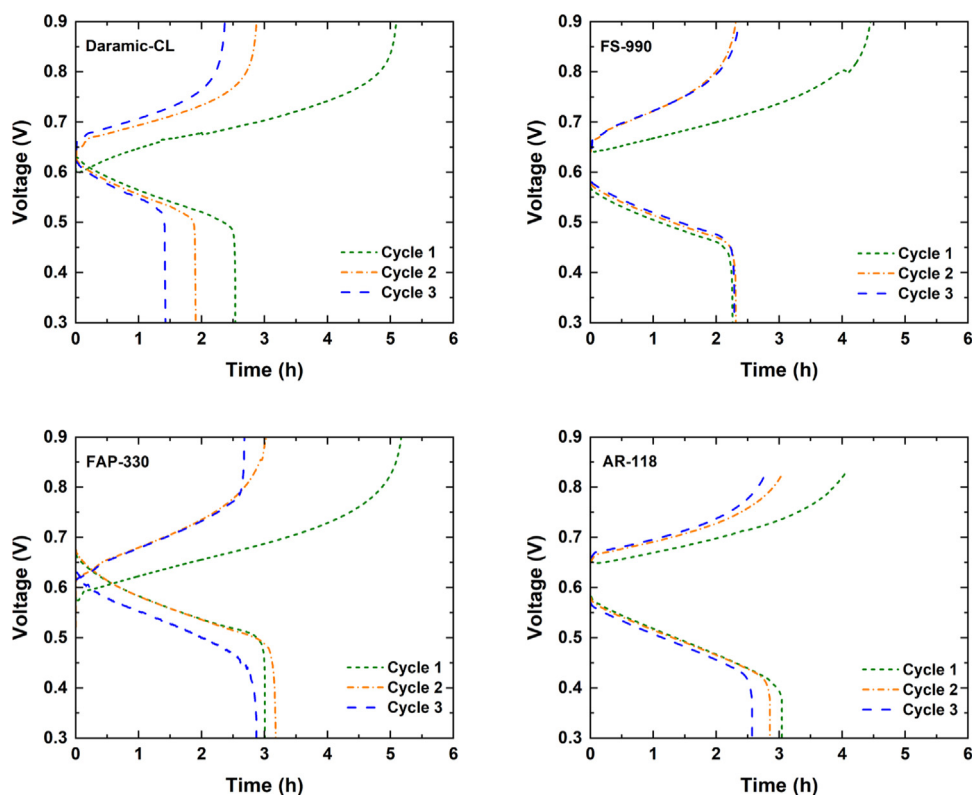 0.9
Daramic-CL
0.8
0.7
0.6
0.5
0.4
0.3
Voltage (V)
Cycle 1
Cycle 2
Cycle 3
0 1 2 3 4 5 6
Time (h)
0.9
FS-990
0.8
0.7
0.6
0.5
0.4
0.3
Voltage (V)
Cycle 1
Cycle 2
Cycle 3
0 1 2 3 4 5 6
Time (h)
0.9
FAP-330
0.8
0.7
0.6
0.5
0.4
0.3
Voltage (V)
Cycle 1
Cycle 2
Cycle 3
0 1 2 3 4 5 6
Time (h)
0.9
AR-118
0.8
0.7
0.6
0.5
0.4
0.3
Voltage (V)
Cycle 1
Cycle 2
Cycle 3
0 1 2 3 4 5 6
Time (h)